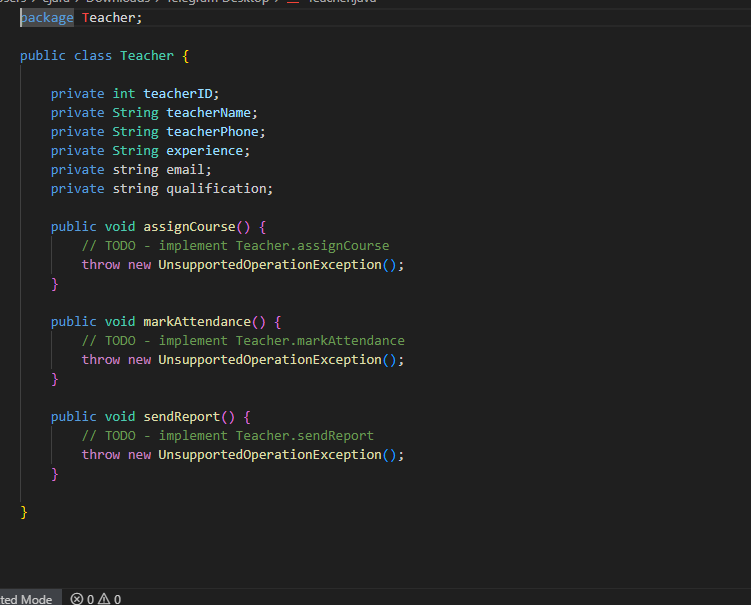 Downloads > Telegram Desktop > Teacher.java
package Teacher;
public class Teacher {
private int teacherID;
private String teacherName;
private String teacherPhone;
private String experience;
private string email;
private string qualification;
public void assignCourse() {
// TODO - implement Teacher.assignCourse
throw new UnsupportedOperationException();
}
public void markAttendance() {
// TODO - implement Teacher.markAttendance
throw new UnsupportedOperationException();
}
public void sendReport() {
// TODO - implement Teacher.sendReport
throw new UnsupportedOperationException();
}
}
ted Mode 0 0